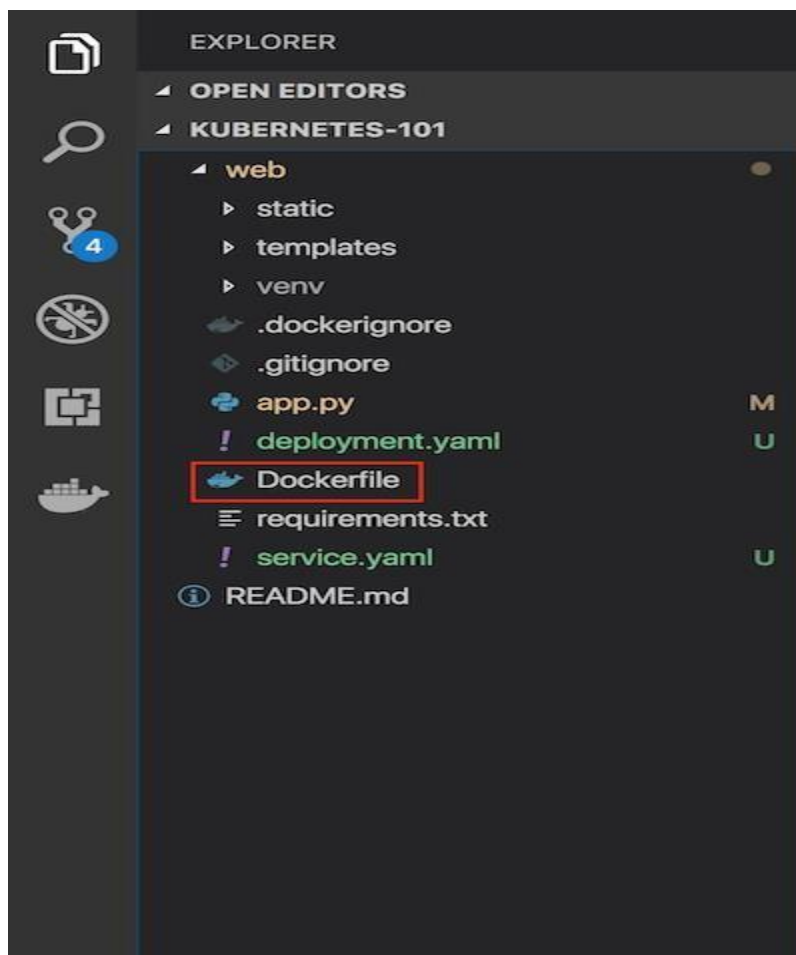 EXPLORER
OPEN EDITORS
KUBERNETES-101
web
static
templates
4
venv
.dockerignore
.gitignore
app.py M
deployment.yaml U
Dockerfile
requirements.txt
service.yaml U
README.md